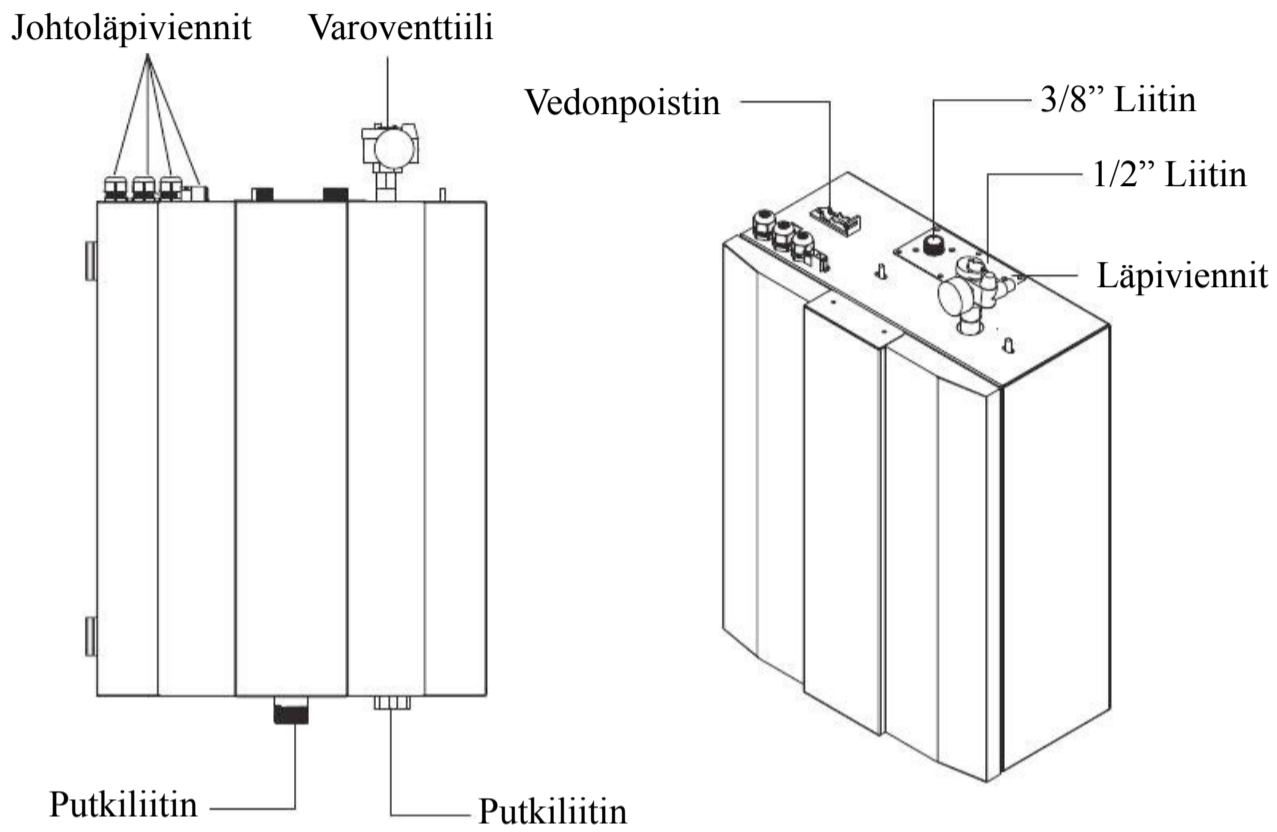 Johtoläpiviennit
Varoventtiili
Vedonpoistin
3/8” Liitin
1/2” Liitin
Läpiviennit
Putkiliitin
Putkiliitin